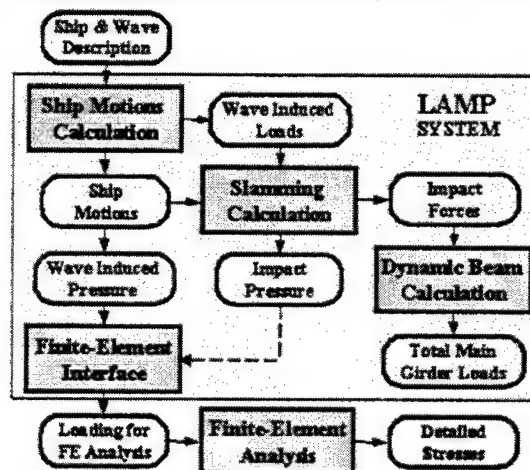 Ship & Wave
Description
Ship Motions
Calculation
Wave Induced
Loads
LAMP
SYSTEM
Ship
Motions
Slamming
Calculation
Impact
Forces
Wave Induced
Pressure
Impact
Pressure
Dynamic Beam
Calculation
Finite-Element
Interface
Total Main
Girder Loads
Loading for
FE Analysis
Finite-Element
Analysis
Detailed
Stresses